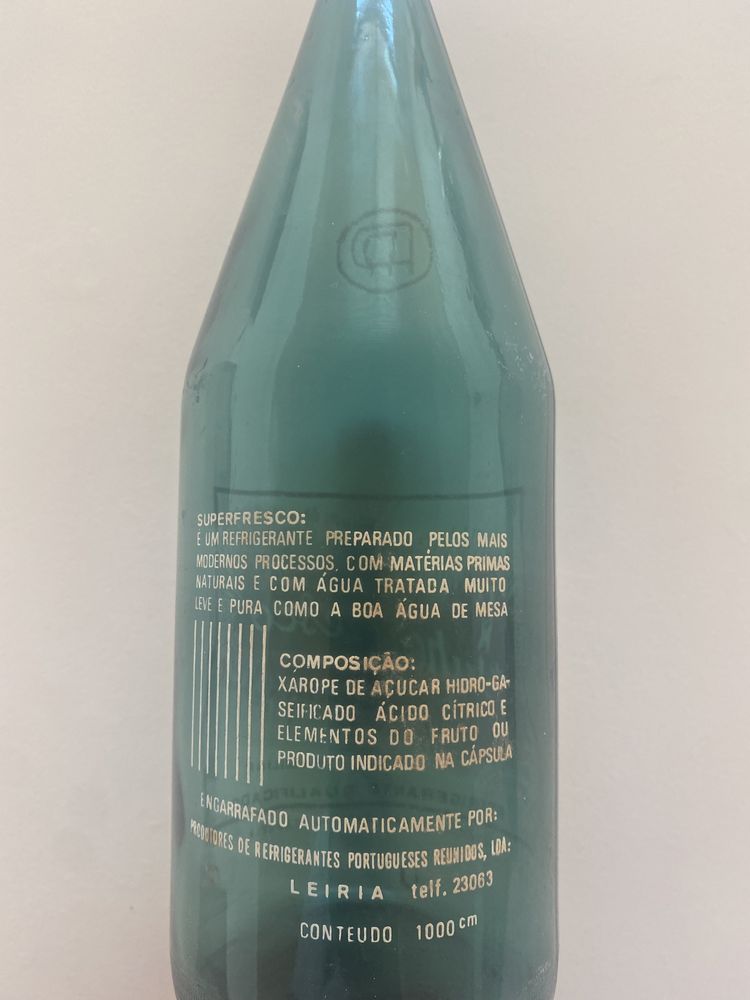 SUPERFRESCO:
É UM REFRIGERANTE PREPARADO PELOS MAIS
MODERNOS PROCESSOS, COM MATÉRIAS PRIMAS
NATURAIS E COM ÁGUA TRATADA MUITO
LEVE E PURA COMO A BOA ÁGUA DE MESA
COMPOSIÇÃO:
XAROPE DE AÇUCAR HIDRO-GA-
SEIFICADO ÁCIDO CÍTRICO E
ELEMENTOS DO FRUTO OU
PRODUTO INDICADO NA CÁPSULA
ENGARRAFADO AUTOMATICAMENTE POR:
PRODUTORES DE REFRIGERANTES PORTUGUESES REUNIDOS, LDA:
LEIRIA telf. 23063
CONTEUDO 1000 cm